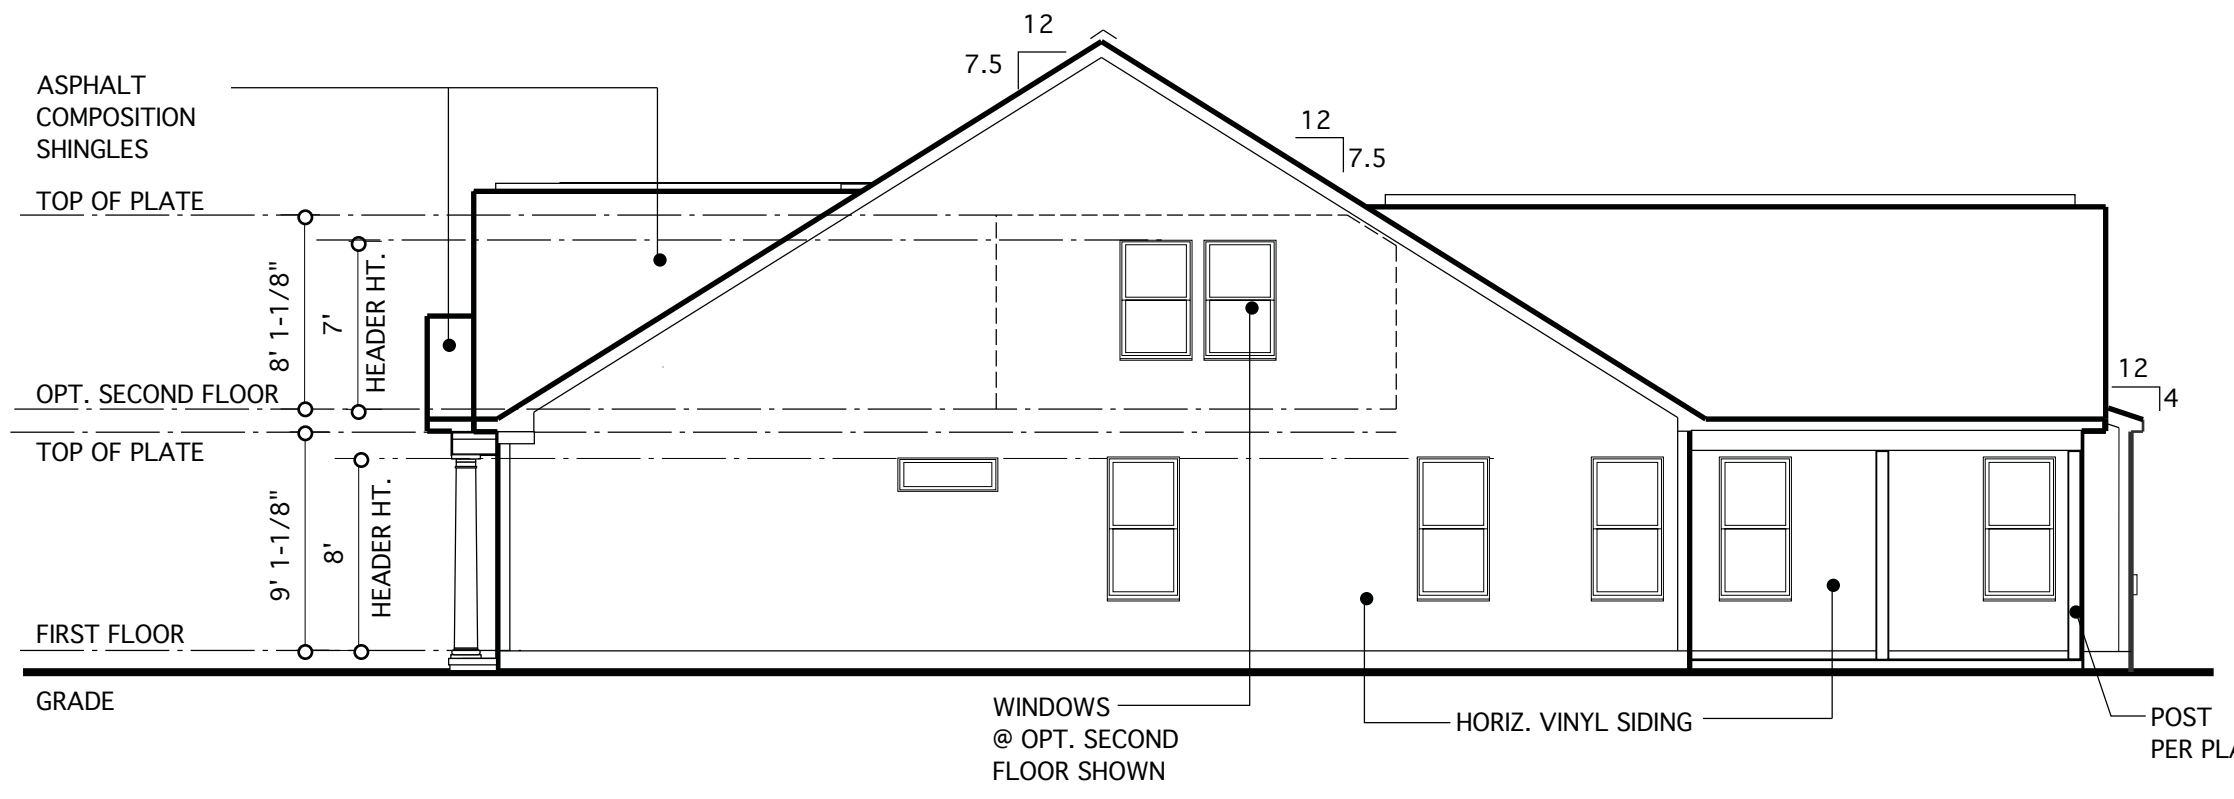 12
7.5
ASPHALT
COMPOSITION
SHINGLES
12
7.5
TOP OF PLATE
8' 1-1/8"
7'
HEADER HT.
OPT. SECOND FLOOR
12
4
TOP OF PLATE
9' 1-1/8"
8'
HEADER HT.
FIRST FLOOR
GRADE
WINDOWS
@ OPT. SECOND
FLOOR SHOWN
HORIZ. VINYL SIDING
POST
PER